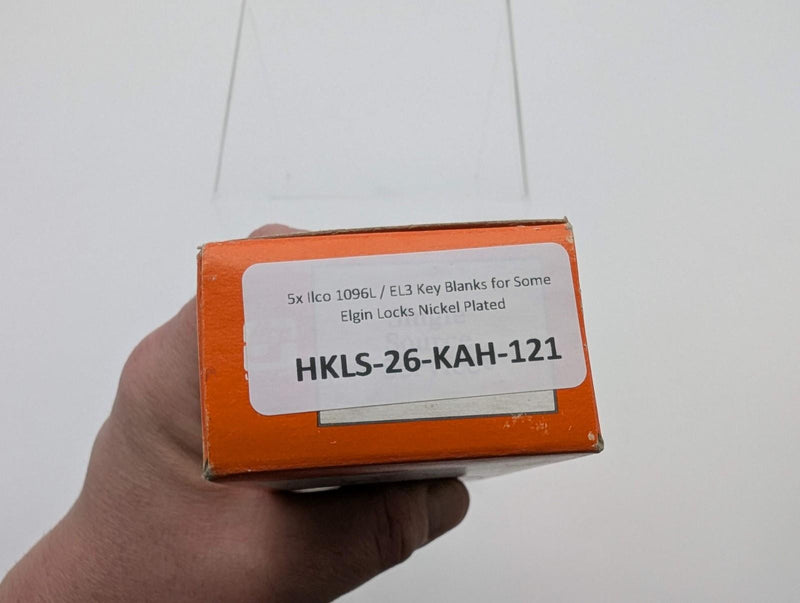 5x Ilco 1096L / EL3 Key Blanks for Some
Elgin Locks Nickel Plated
HKLS-26-KAH-121